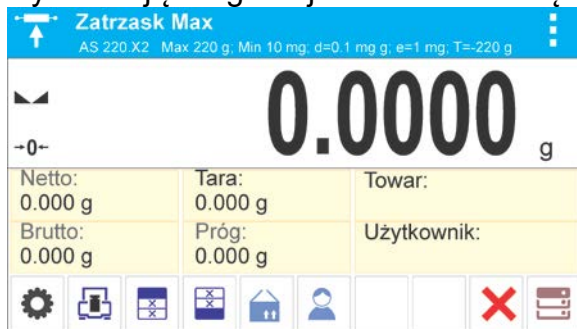 Zatrzask Max
AS 220.X2 Max 220 g; Min 10 mg; d=0.1 mg g; e=1 mg; T=-220 g
→0←
0.0000 g
Netto: Tara: Towar:
0.000 g 0.000 g
Brutto: Próg: Użytkownik:
0.000 g 0.000 g